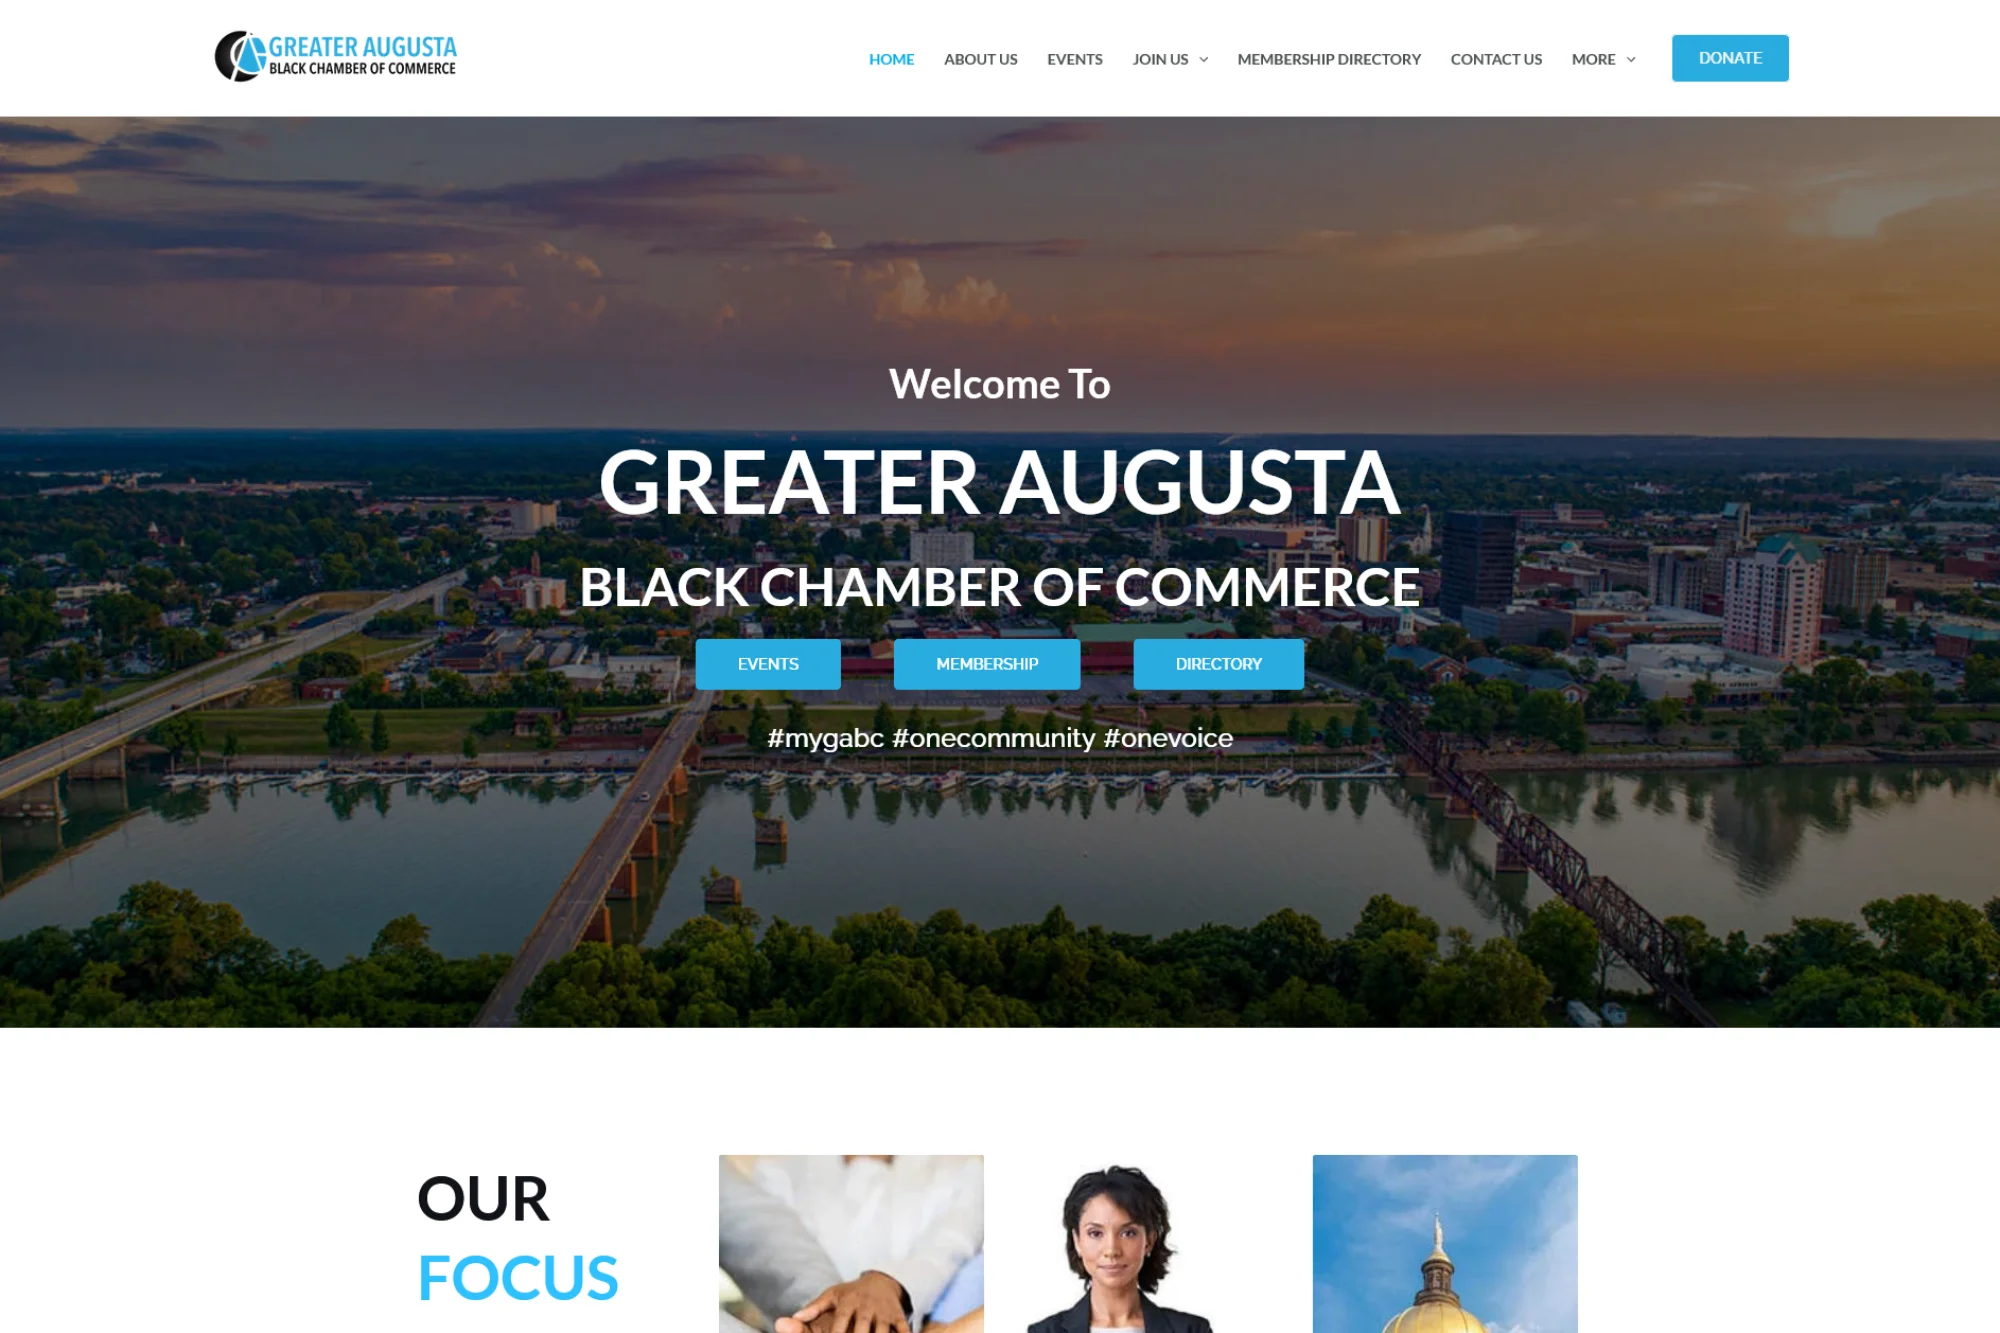 GREATER AUGUSTA
BLACK CHAMBER OF COMMERCE
HOME ABOUT US EVENTS JOIN US MEMBERSHIP DIRECTORY CONTACT US MORE DONATE
Welcome To
GREATER AUGUSTA
BLACK CHAMBER OF COMMERCE
EVENTS MEMBERSHIP DIRECTORY
#mygabc #onecommunity #onevoice
OUR
FOCUS